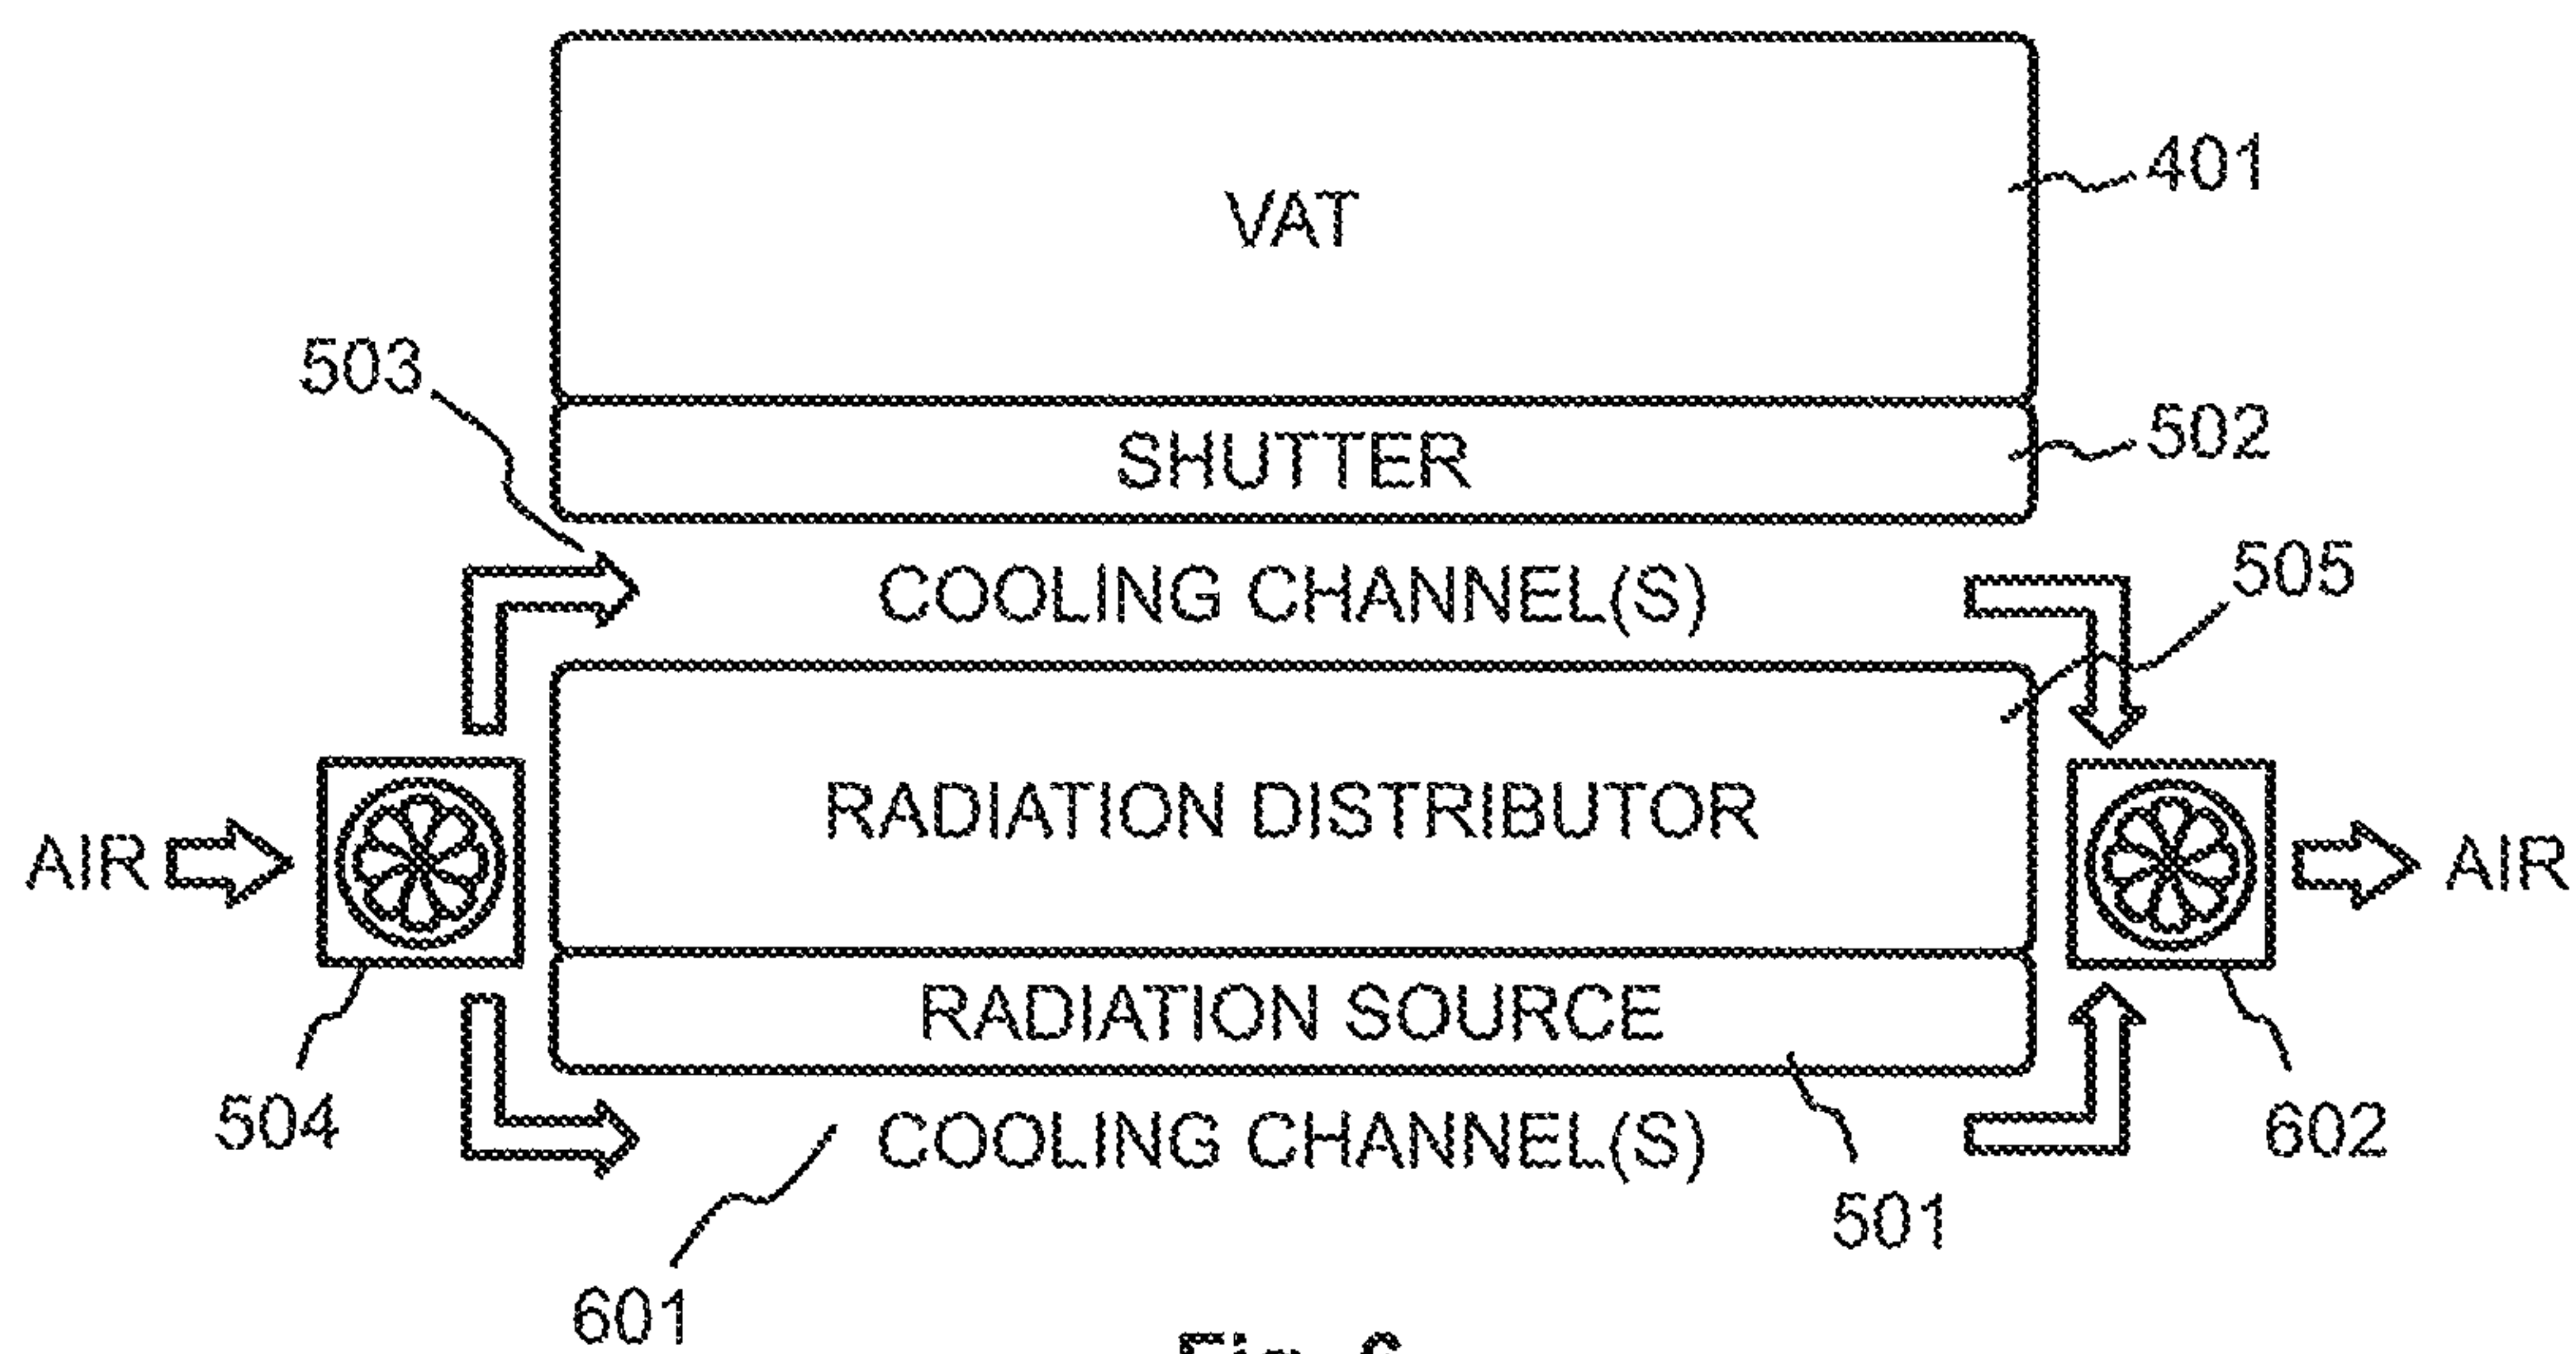 VAT
401
503
SHUTTER
502
COOLING CHANNEL(S)
505
RADIATION DISTRIBUTOR
AIR
AIR
RADIATION SOURCE
504
COOLING CHANNEL(S)
602
501
601